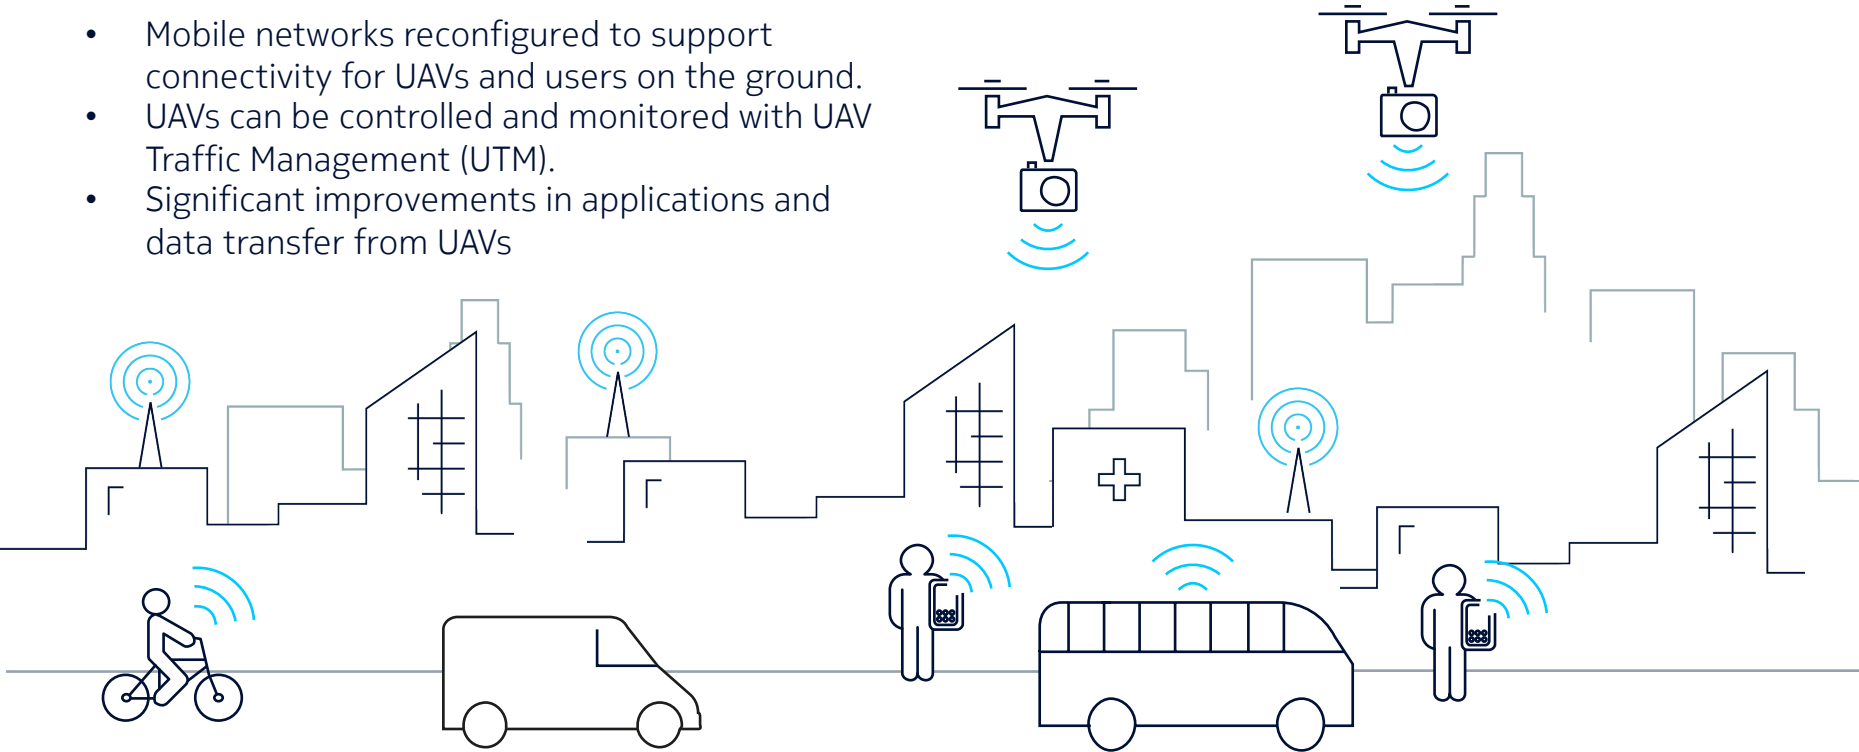 • Mobile networks reconfigured to support
connectivity for UAVs and users on the ground.
• UAVs can be controlled and monitored with UAV
Traffic Management (UTM).
• Significant improvements in applications and
data transfer from UAVs